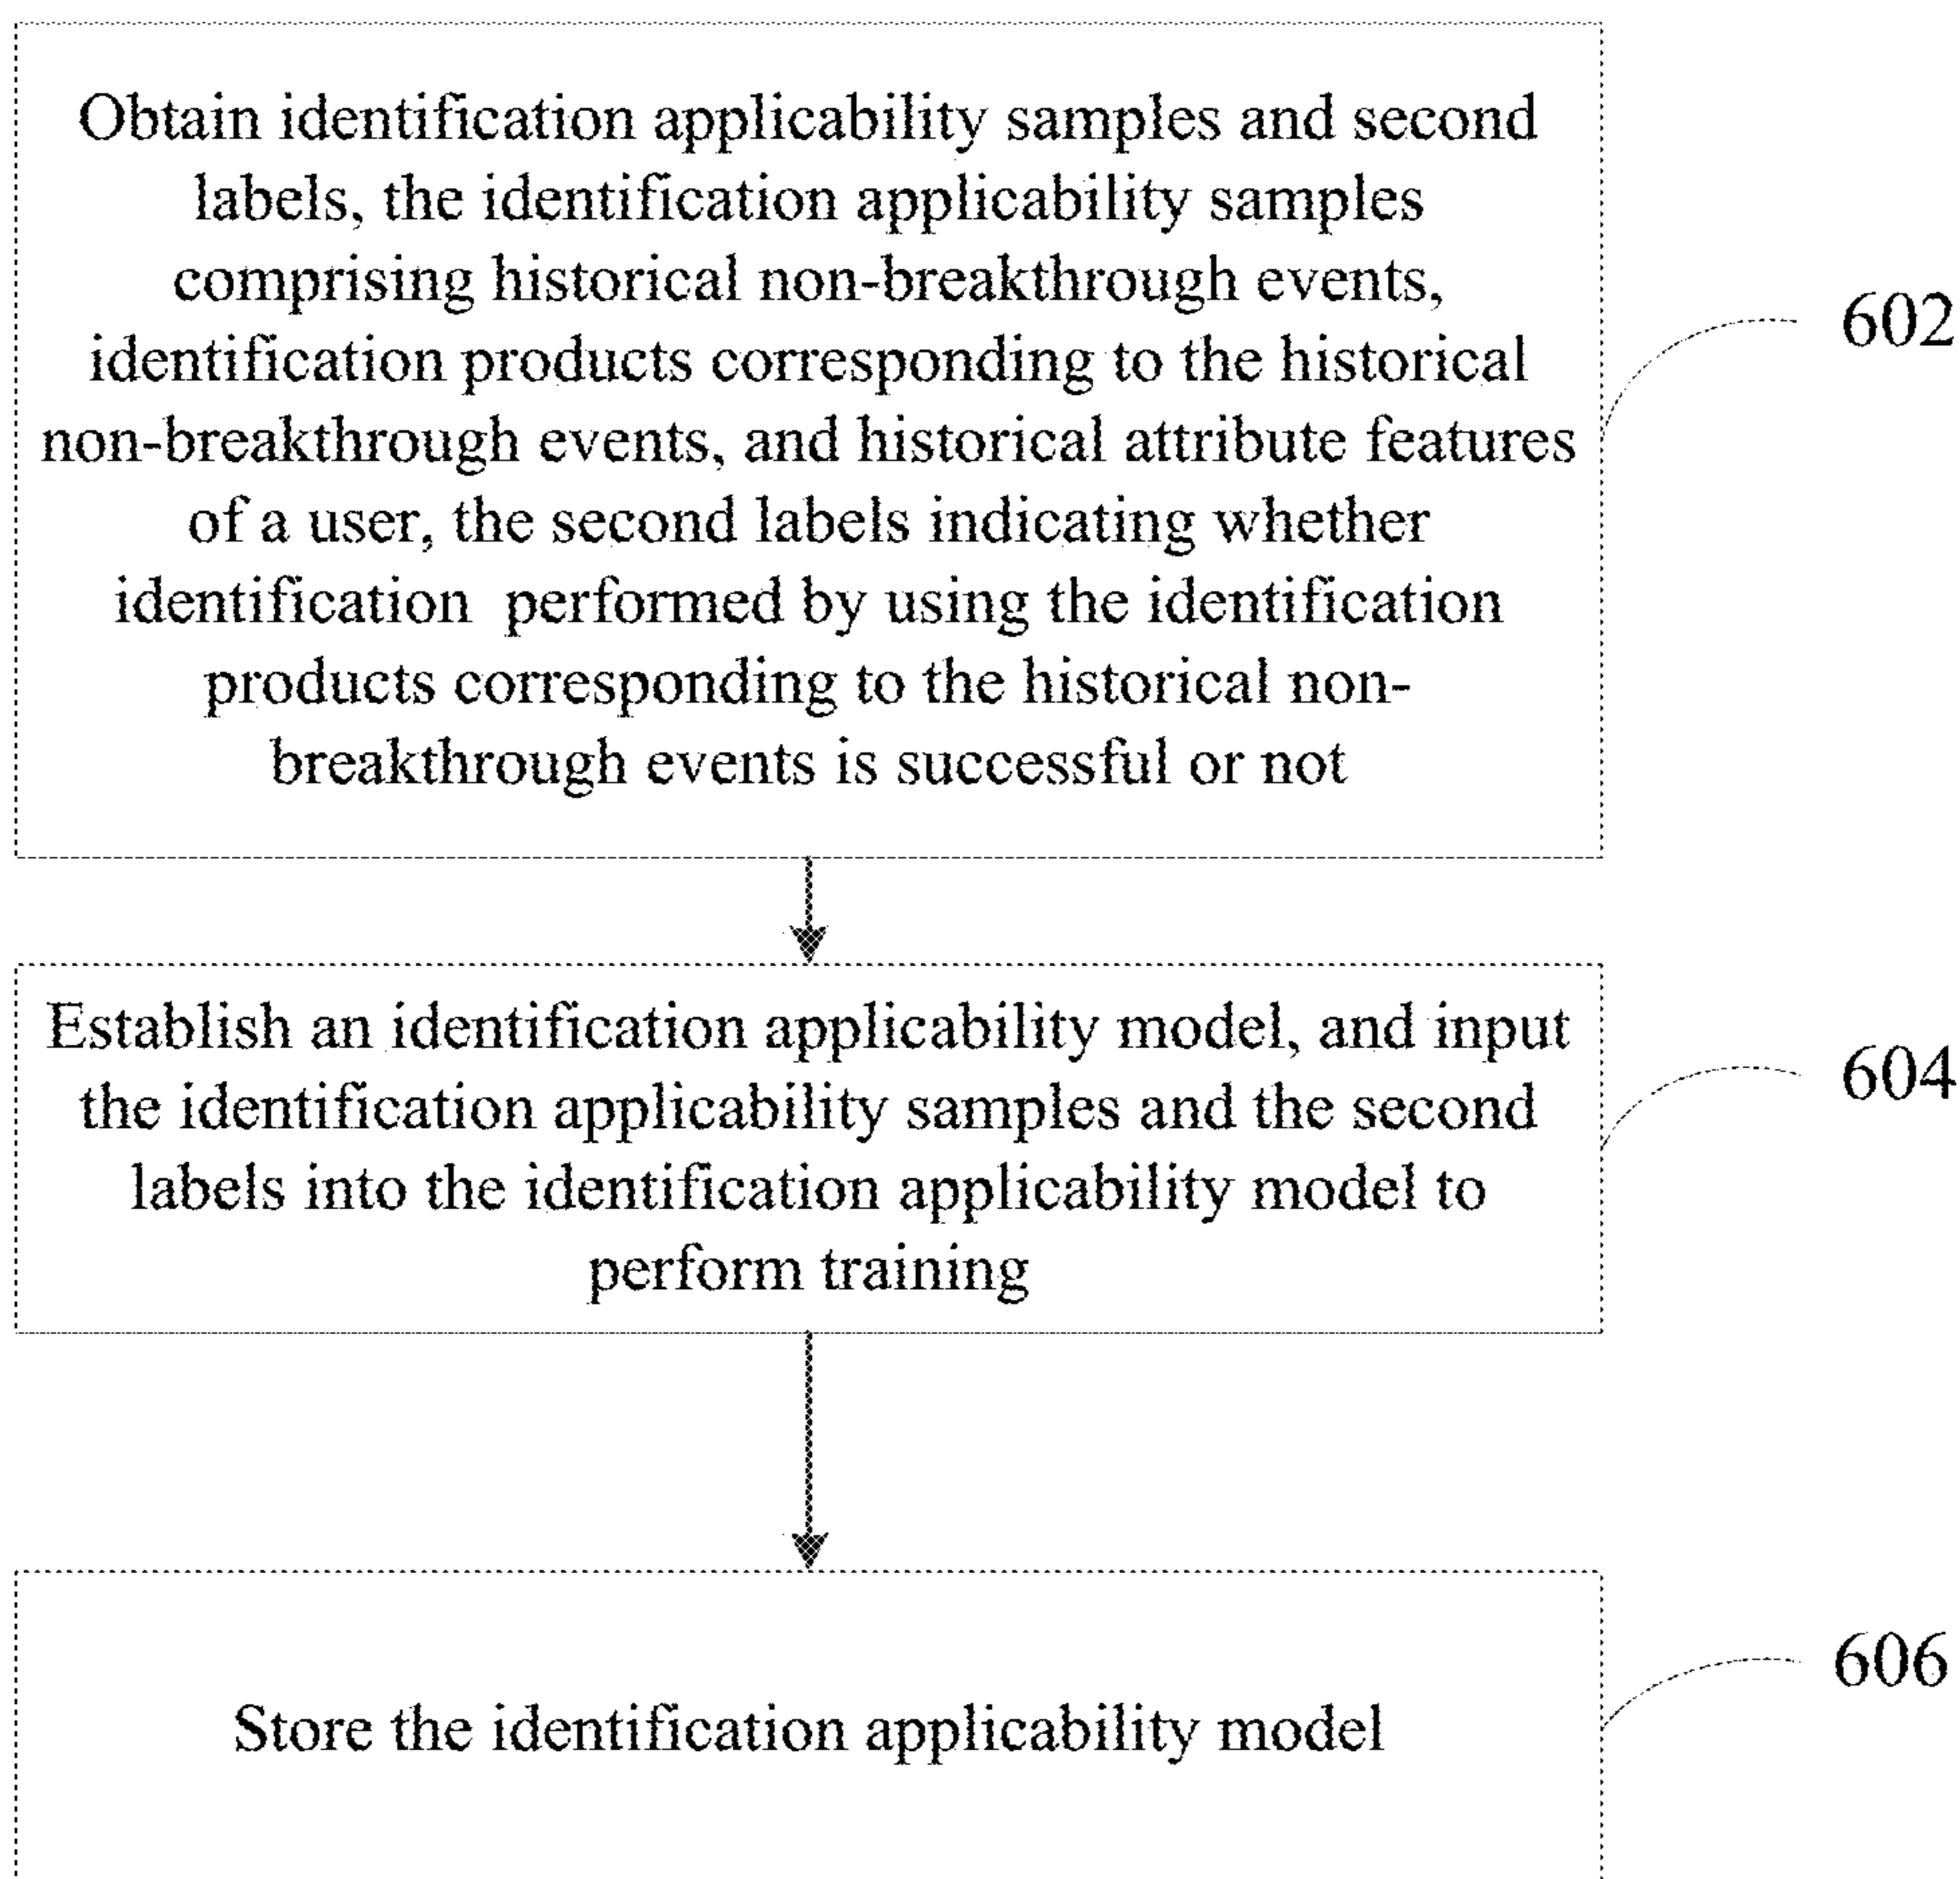 Obtain identification applicability samples and second
labels, the identification applicability samples
comprising historical non-breakthrough events,
identification products corresponding to the historical
non-breakthrough events, and historical attribute features
of a user, the second labels indicating whether
identification performed by using the identification
products corresponding to the historical non-
breakthrough events is successful or not
602
Establish an identification applicability model, and input
the identification applicability samples and the second
labels into the identification applicability model to
perform training
604
Store the identification applicability model
606